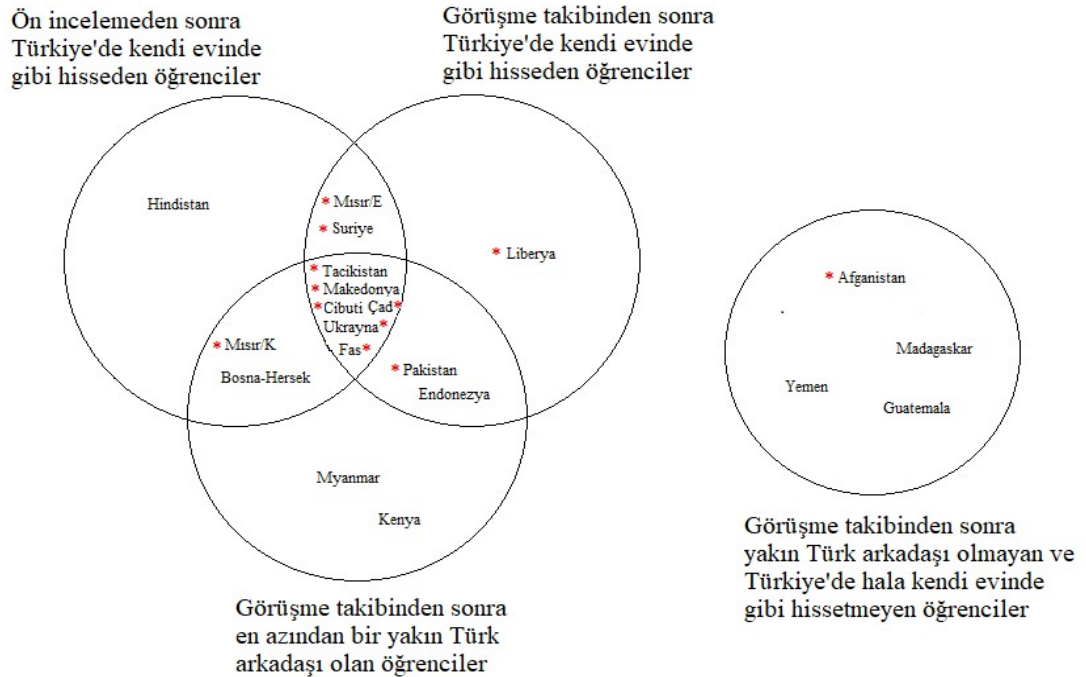 Ön incelemeden sonra
Türkiye'de kendi evinde
gibi hisseden öğrenciler
Görüşme takibinden sonra
Türkiye'de kendi evinde
gibi hisseden öğrenciler
Hindistan
* Mısır/E
* Suriye
* Liberya
* Tacikistan
* Makedonya
* Cibuti Çad *
Ukrayna *
Fas *
* Mısır/K
Bosna-Hersek
* Pakistan
Endonezya
Myanmar
Kenya
* Afganistan
Madagaskar
Yemen
Guatemala
Görüşme takibinden sonra
en azından bir yakın Türk
arkadaşı olan öğrenciler
Görüşme takibinden sonra
yakın Türk arkadaşı olmayan ve
Türkiye'de hala kendi evinde
gibi hissetmeyen öğrenciler